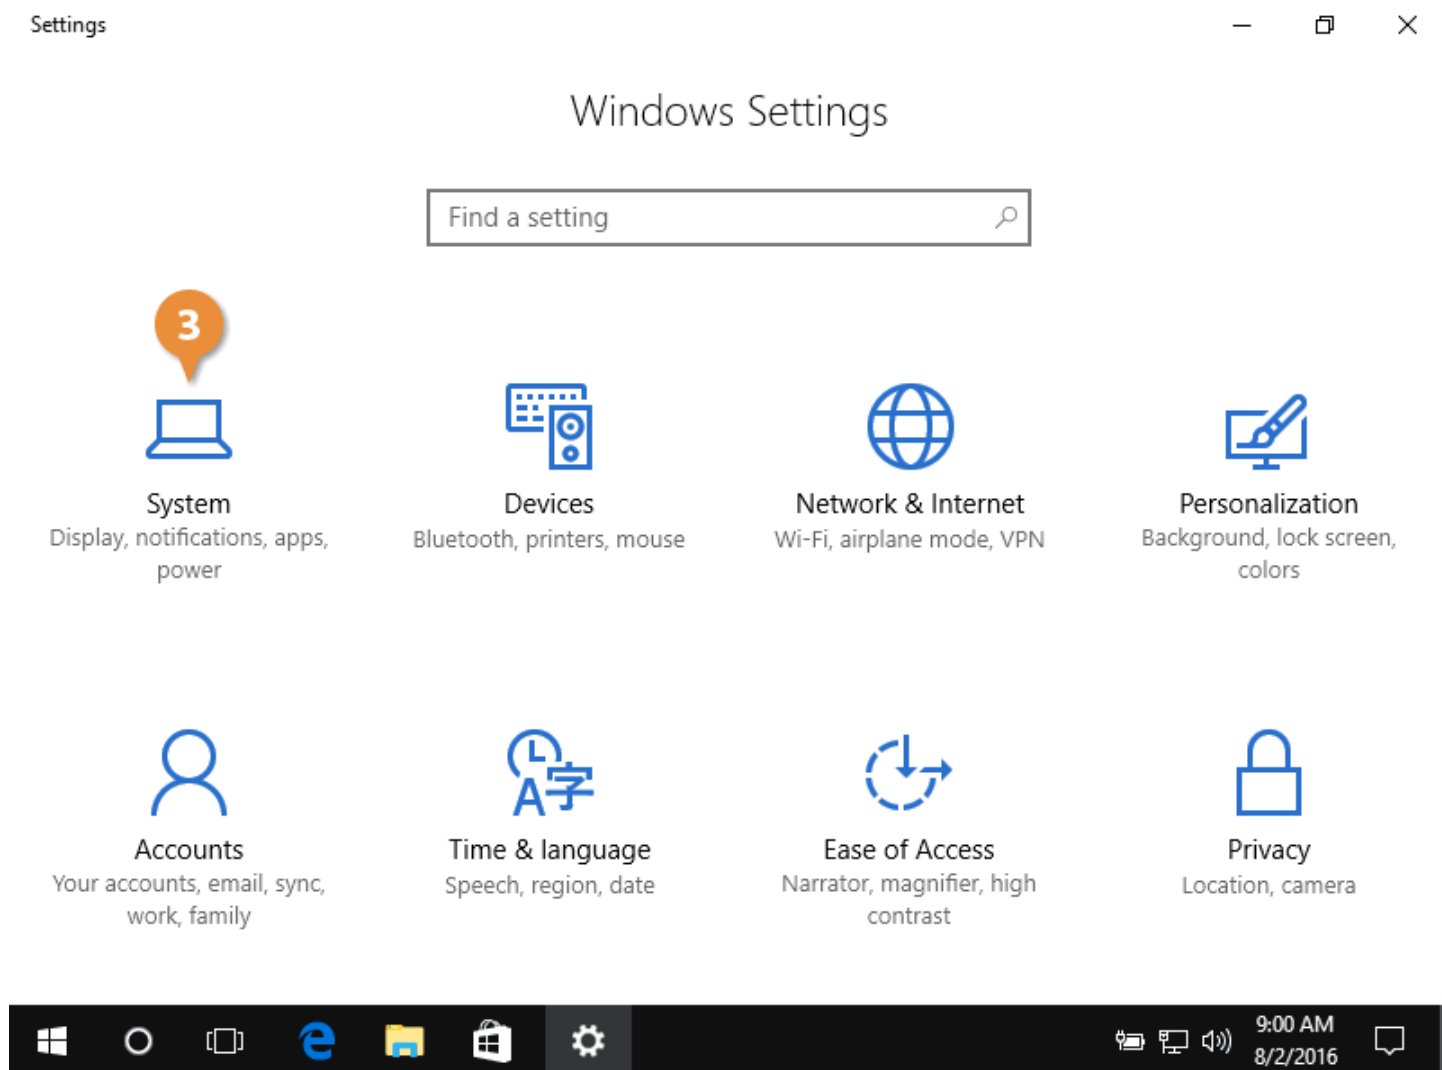 Settings
Windows Settings
Find a setting
3
System
Display, notifications, apps,
power
Devices
Bluetooth, printers, mouse
Network & Internet
Wi-Fi, airplane mode, VPN
Personalization
Background, lock screen,
colors
Accounts
Your accounts, email, sync,
work, family
A字
Time & language
Speech, region, date
Ease of Access
Narrator, magnifier, high
contrast
Privacy
Location, camera
9:00 AM
8/2/2016